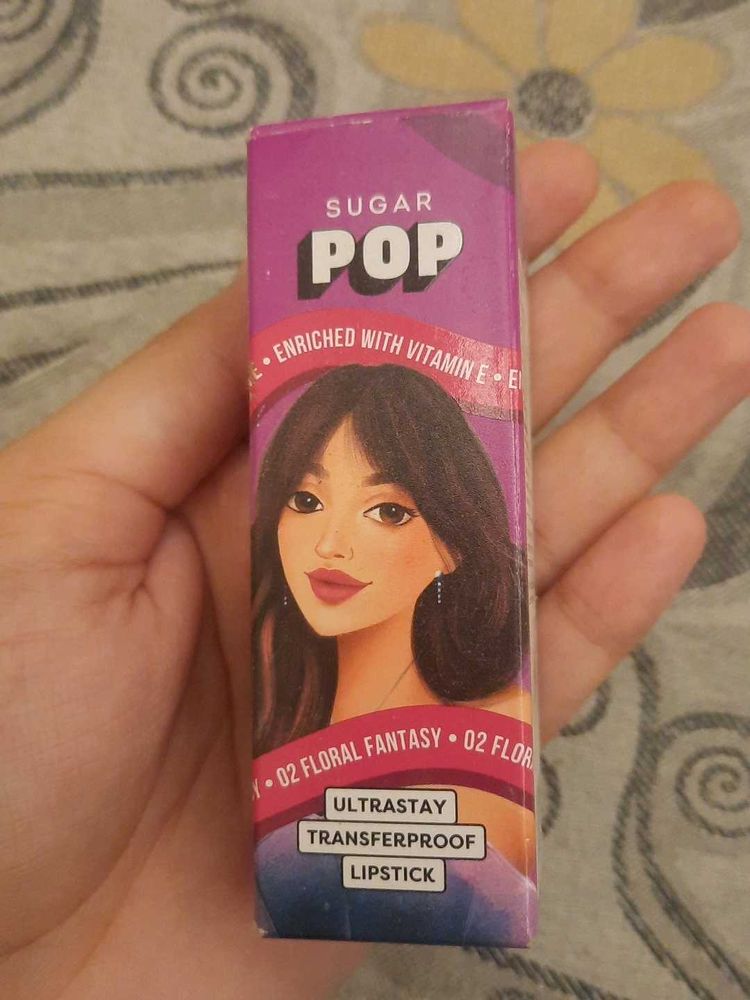 SUGAR
POP
E • ENRICHED WITH VITAMIN E • E
Y • 02 FLORAL FANTASY • 02 FLOR
ULTRASTAY
TRANSFERPROOF
LIPSTICK